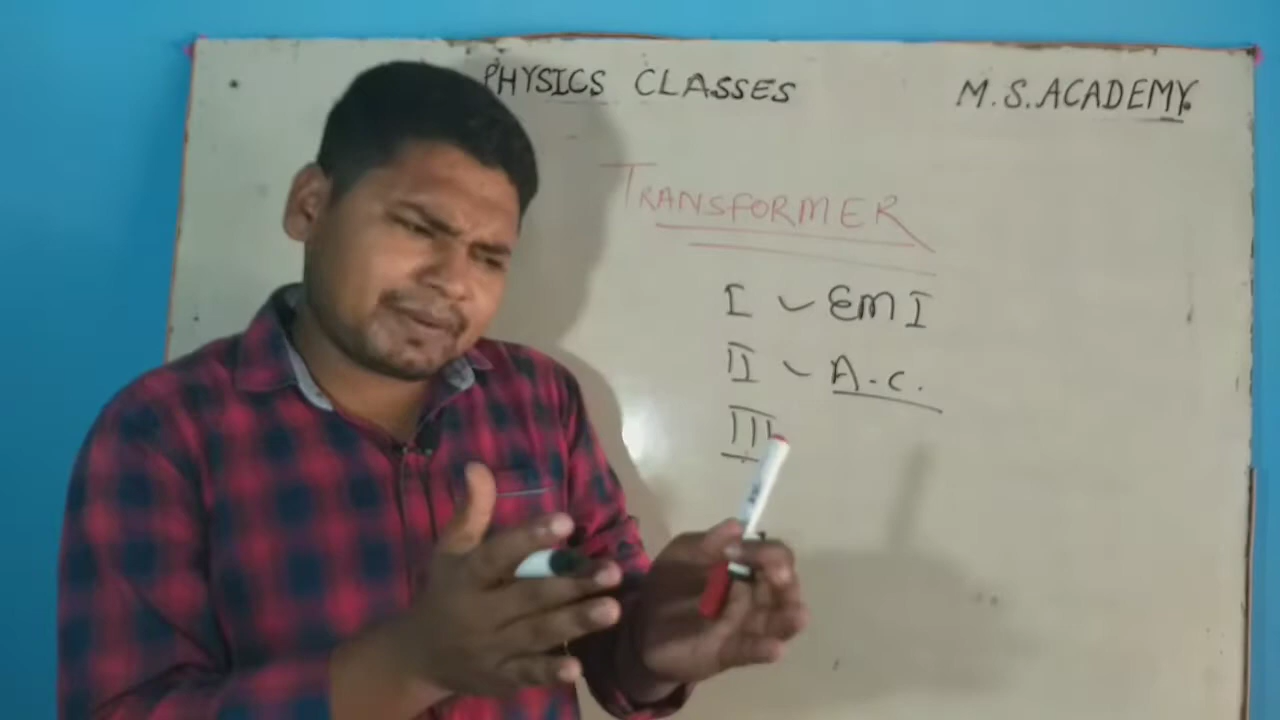 PHYSICS CLASSES M.S.ACADEMY
TRANSFORMER
I - EMI
II - A.C.
III